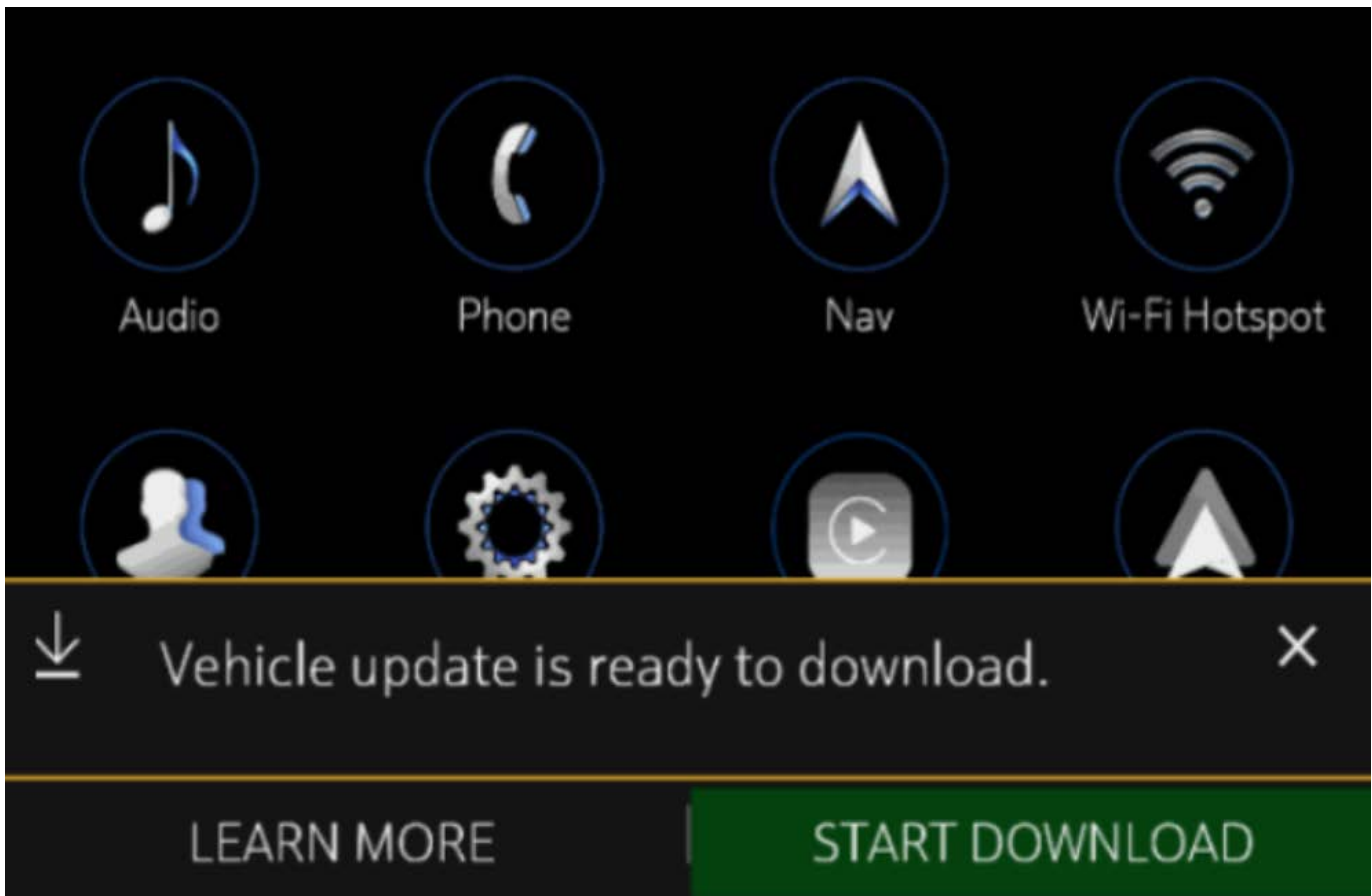 Audio
Phone
Nav
Wi-Fi Hotspot
Vehicle update is ready to download.
LEARN MORE
START DOWNLOAD